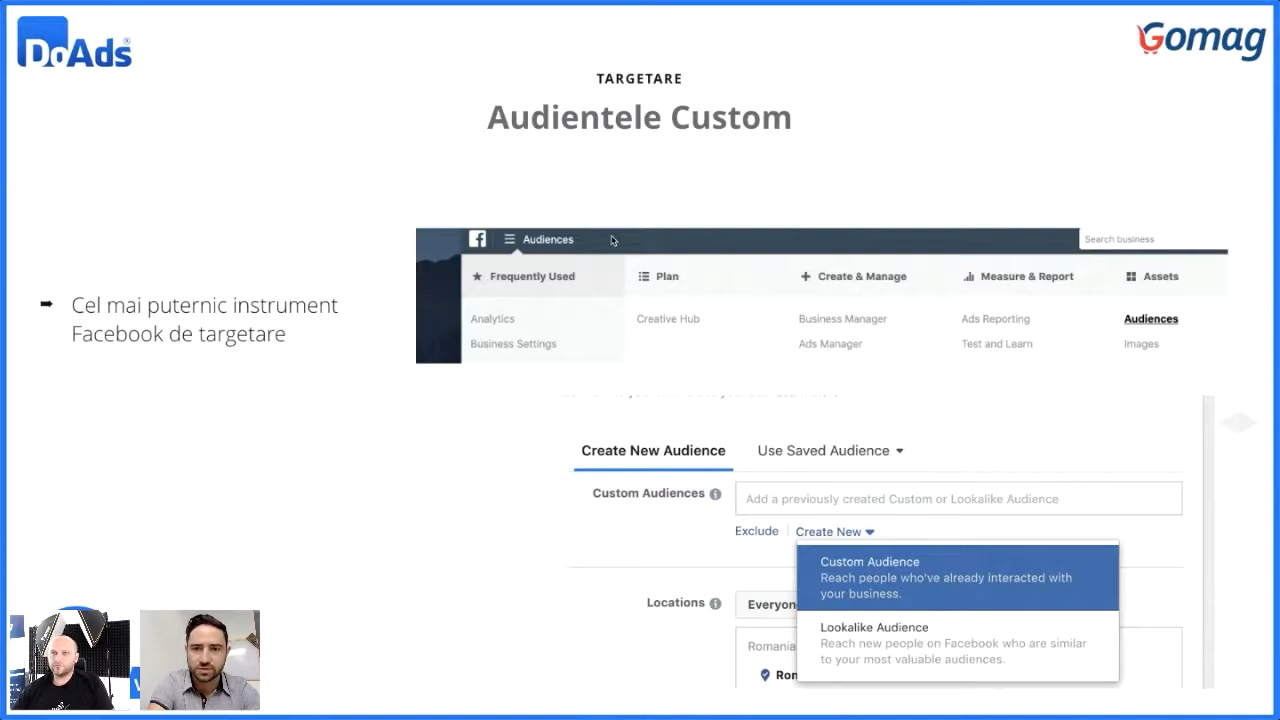 DoAds
Gomag
TARGETARE
Audientele Custom
➡ Cel mai puternic instrument
Facebook de targetare
Audiences
Search business
Frequently Used
Plan
Create & Manage
Measure & Report
Assets
Analytics
Creative Hub
Business Manager
Ads Reporting
Audiences
Business Settings
Ads Manager
Test and Learn
Images
Create New Audience
Use Saved Audience
Custom Audiences
Add a previously created Custom or Lookalike Audience
Exclude
Create New
Custom Audience
Reach people who've already interacted with
your business.
Locations
Everyon
Lookalike Audience
Reach new people on Facebook who are similar
to your most valuable audiences.
Romania
Rom